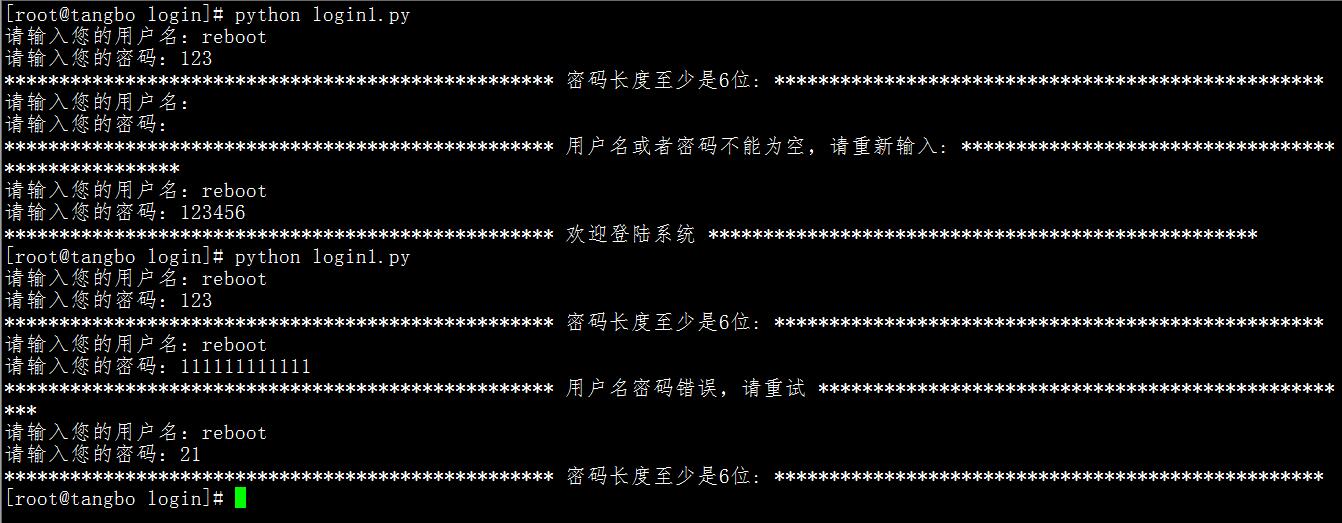 [root@tangbo login]# python login1.py
请输入您的用户名：reboot
请输入您的密码：123
************************************************** 密码长度至少是6位: **************************************************
请输入您的用户名：
请输入您的密码：
************************************************** 用户名或者密码不能为空，请重新输入: **********************************
****************
请输入您的用户名：reboot
请输入您的密码：123456
************************************************** 欢迎登陆系统 **************************************************
[root@tangbo login]# python login1.py
请输入您的用户名：reboot
请输入您的密码：123
************************************************** 密码长度至少是6位: **************************************************
请输入您的用户名：reboot
请输入您的密码：111111111111
************************************************** 用户名密码错误，请重试 ***********************************************
***
请输入您的用户名：reboot
请输入您的密码：21
************************************************** 密码长度至少是6位: **************************************************
[root@tangbo login]#